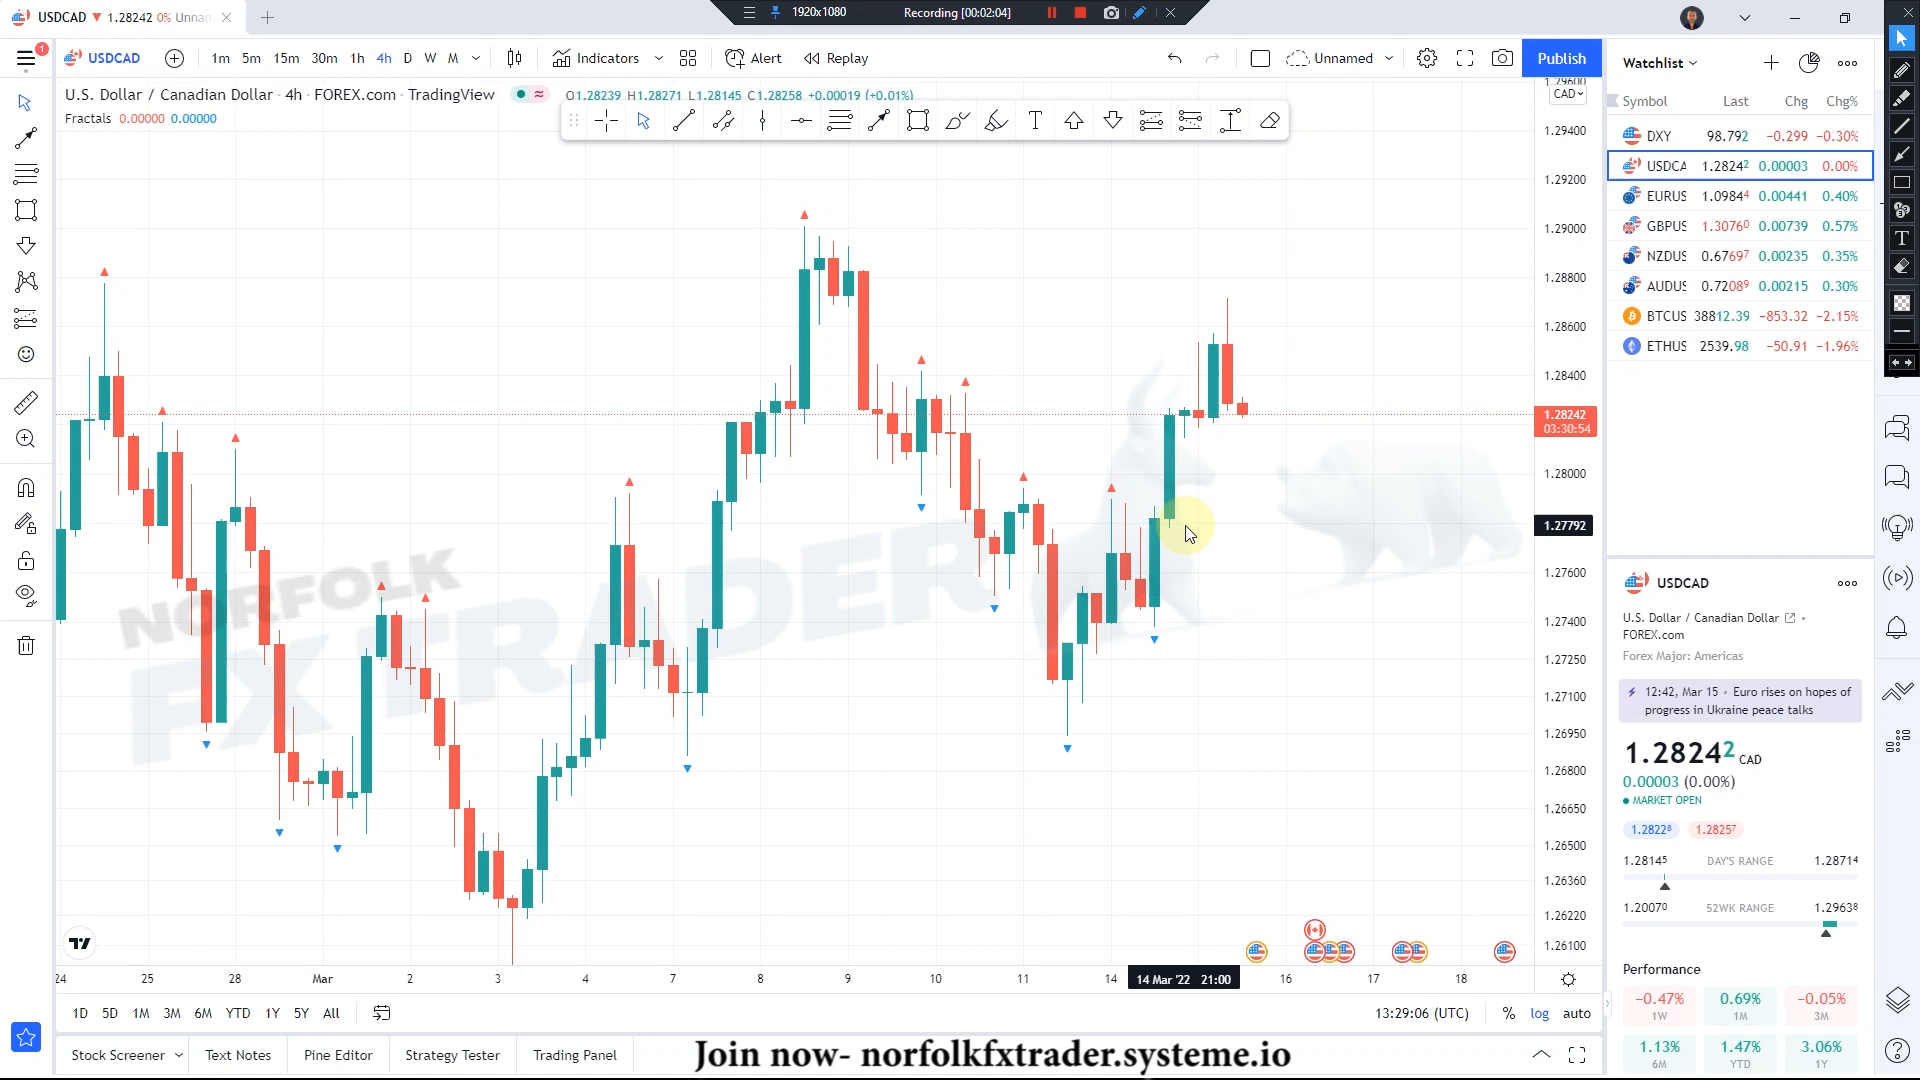 USDCAD ▼ 1.28242 0% Unnan
1920x1080
Recording [00:02:04]
1
USDCAD
1m 5m 15m 30m 1h 4h D W M
Indicators
Alert
Replay
Unnamed
Publish
U.S. Dollar / Canadian Dollar · 4h · FOREX.com · TradingView
O1.28239 H1.28271 L1.28145 C1.28258 +0.00019 (+0.01%)
Fractals 0.00000 0.00000
CAD
1.29600
1.29400
1.29200
1.29000
1.28800
1.28600
1.28400
1.28242
03:30:54
1.28000
1.27792
1.27600
1.27400
1.27250
1.27100
1.26950
1.26800
1.26650
1.26500
1.26360
1.26220
1.26100
NORFOLK
FX TRADER
24 25 28 Mar 2 3 4 7 8 9 10 11 14 14 Mar '22 21:00 16 17 18
1D 5D 1M 3M 6M YTD 1Y 5Y All
13:29:06 (UTC) % log auto
Stock Screener
Text Notes
Pine Editor
Strategy Tester
Trading Panel
Join now- norfolkfxtrader.systeme.io
Watchlist
Symbol Last Chg Chg%
DXY 98.792 −0.299 −0.30%
USDCA 1.28242 0.00003 0.00%
EURUS 1.09844 0.00441 0.40%
GBPUS 1.30760 0.00739 0.57%
NZDUS 0.67697 0.00235 0.35%
AUDUS 0.72089 0.00215 0.30%
BTCUS 38812.39 −853.32 −2.15%
ETHUS 2539.98 −50.91 −1.96%
USDCAD
U.S. Dollar / Canadian Dollar •
FOREX.com
Forex Major: Americas
12:42, Mar 15 • Euro rises on hopes of
progress in Ukraine peace talks
1.28242 CAD
0.00003 (0.00%)
MARKET OPEN
1.28228 1.28257
1.28145 DAY'S RANGE 1.28714
1.20070 52WK RANGE 1.29638
Performance
−0.47% 0.69% −0.05%
1W 1M 3M
1.13% 1.47% 3.06%
6M YTD 1Y